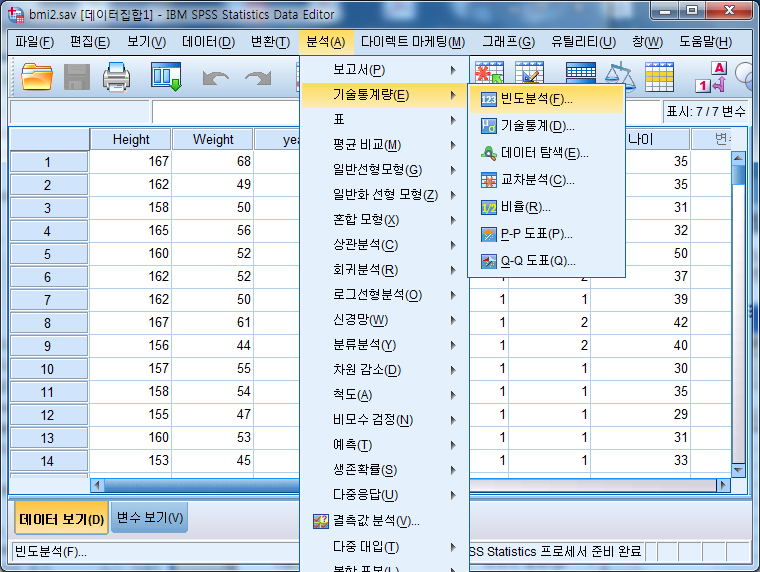 bmi2.sav [데이터집합1] - IBM SPSS Statistics Data Editor
파일(F) 편집(E) 보기(V) 데이터(D) 변환(T) 분석(A) 다이렉트 마케팅(M) 그래프(G) 유틸리티(U) 창(W) 도움말(H)
표시: 7 / 7 변수
보고서(P)
기술통계량(E)
표
평균 비교(M)
일반선형모형(G)
일반화 선형 모형(Z)
혼합 모형(X)
상관분석(C)
회귀분석(R)
로그선형분석(O)
신경망(W)
분류분석(Y)
차원 감소(D)
척도(A)
비모수 검정(N)
예측(T)
생존확률(S)
다중응답(U)
결측값 분석(V)...
다중 대입(T)
복합 표본(L)
빈도분석(F)...
기술통계(D)...
데이터 탐색(E)...
교차분석(C)...
비율(R)...
P-P 도표(P)...
Q-Q 도표(Q)...
Height Weight 나이
1 167 68 35
2 162 49 35
3 158 50 31
4 165 56 32
5 160 52 50
6 162 52 1 2 37
7 162 50 1 1 39
8 167 61 1 2 42
9 156 44 1 2 40
10 157 55 1 1 30
11 158 54 1 1 35
12 155 47 1 1 29
13 160 53 1 1 31
14 153 45 1 1 33
데이터 보기(D) 변수 보기(V)
빈도분석(F)... SS Statistics 프로세서 준비 완료